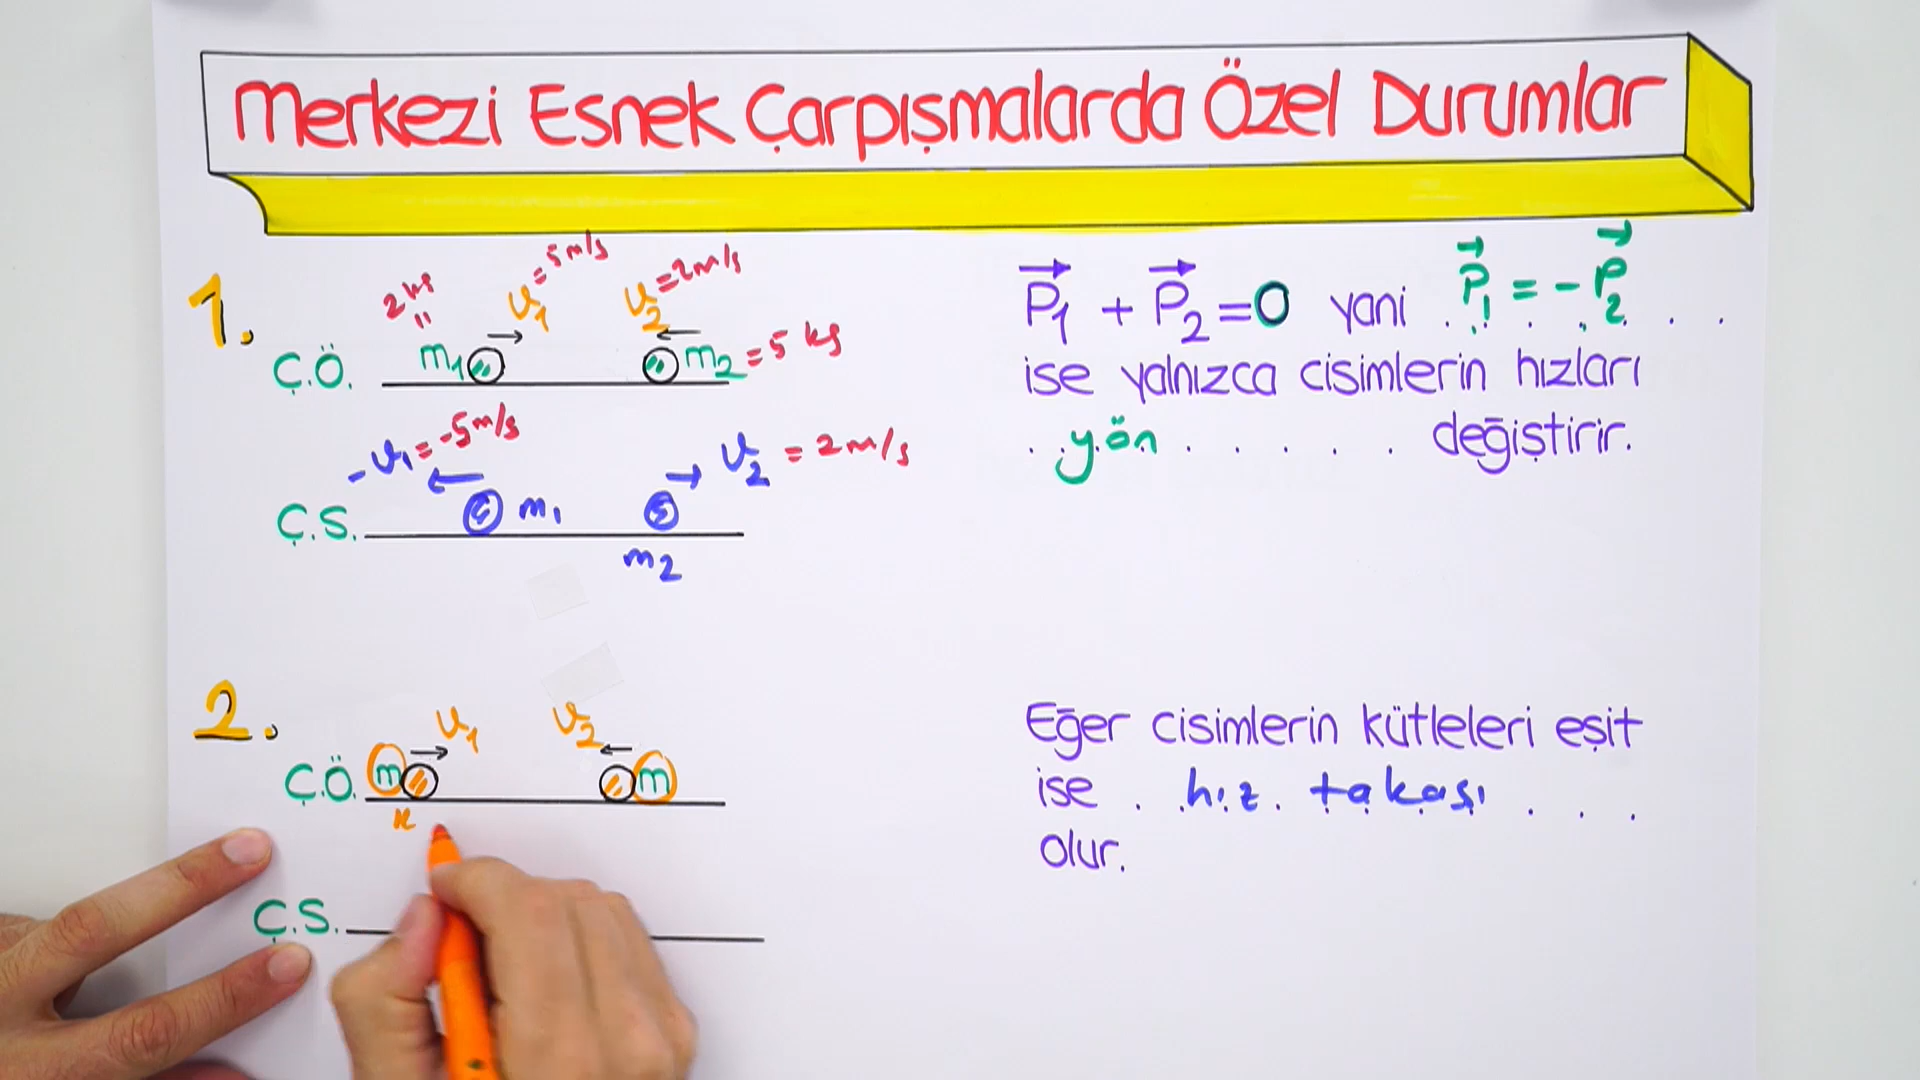 Merkezi Esnek Çarpışmalarda Özel Durumlar
1.
2 kg
=
v1 = 5 m/s
v2 = 2 m/s
Ç.Ö.
m1
m2 = 5 kg
-v1 = -5 m/s
v2 = 2 m/s
Ç.S.
m1
m2
P1 + P2 = 0 yani P1 = - P2
ise yalnızca cisimlerin hızları
yön değiştirir.
2.
v1
v2
Ç.Ö.
m
m
K
Ç.S.
Eğer cisimlerin kütleleri eşit
ise hız takası
olur.